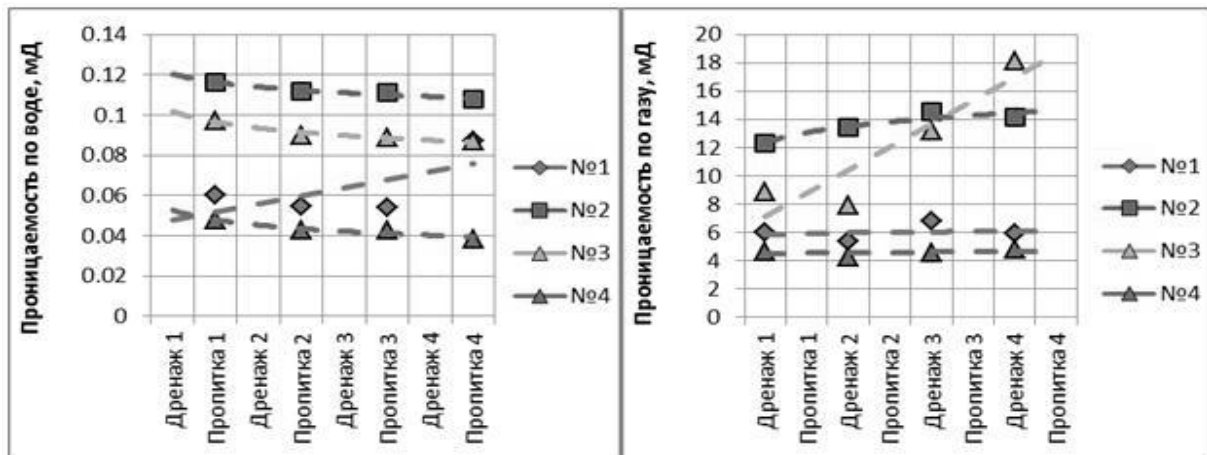 Проницаемость по воде, мД
0.14
0.12
0.1
0.08
0.06
0.04
0.02
0
Дренаж 1
Пропитка 1
Дренаж 2
Пропитка 2
Дренаж 3
Пропитка 3
Дренаж 4
Пропитка 4
№1
№2
№3
№4
Проницаемость по газу, мД
20
18
16
14
12
10
8
6
4
2
0
Дренаж 1
Пропитка 1
Дренаж 2
Пропитка 2
Дренаж 3
Пропитка 3
Дренаж 4
Пропитка 4
№1
№2
№3
№4